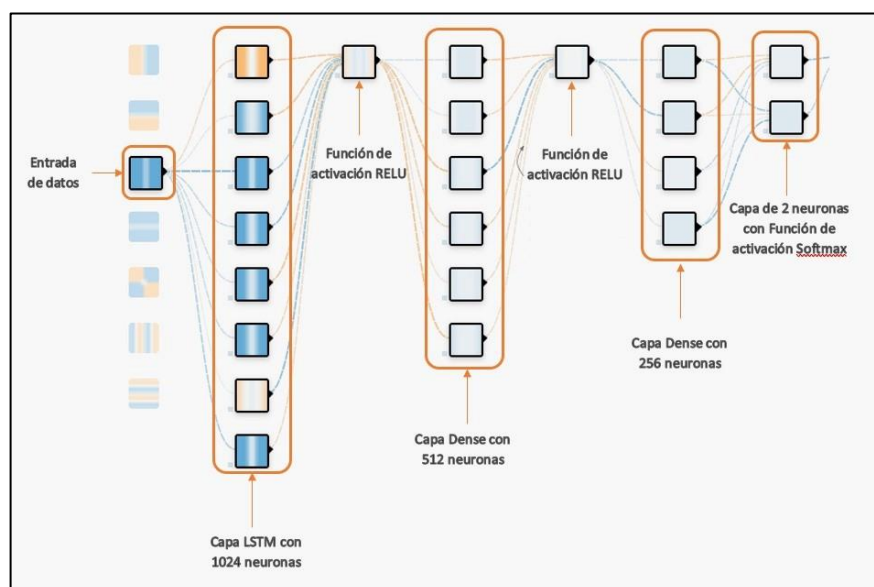 Entrada
de datos
Función de
activación RELU
Función de
activación RELU
Capa de 2 neuronas
con Función de
activación Softmax
Capa Dense con
256 neuronas
Capa Dense con
512 neuronas
Capa LSTM con
1024 neuronas